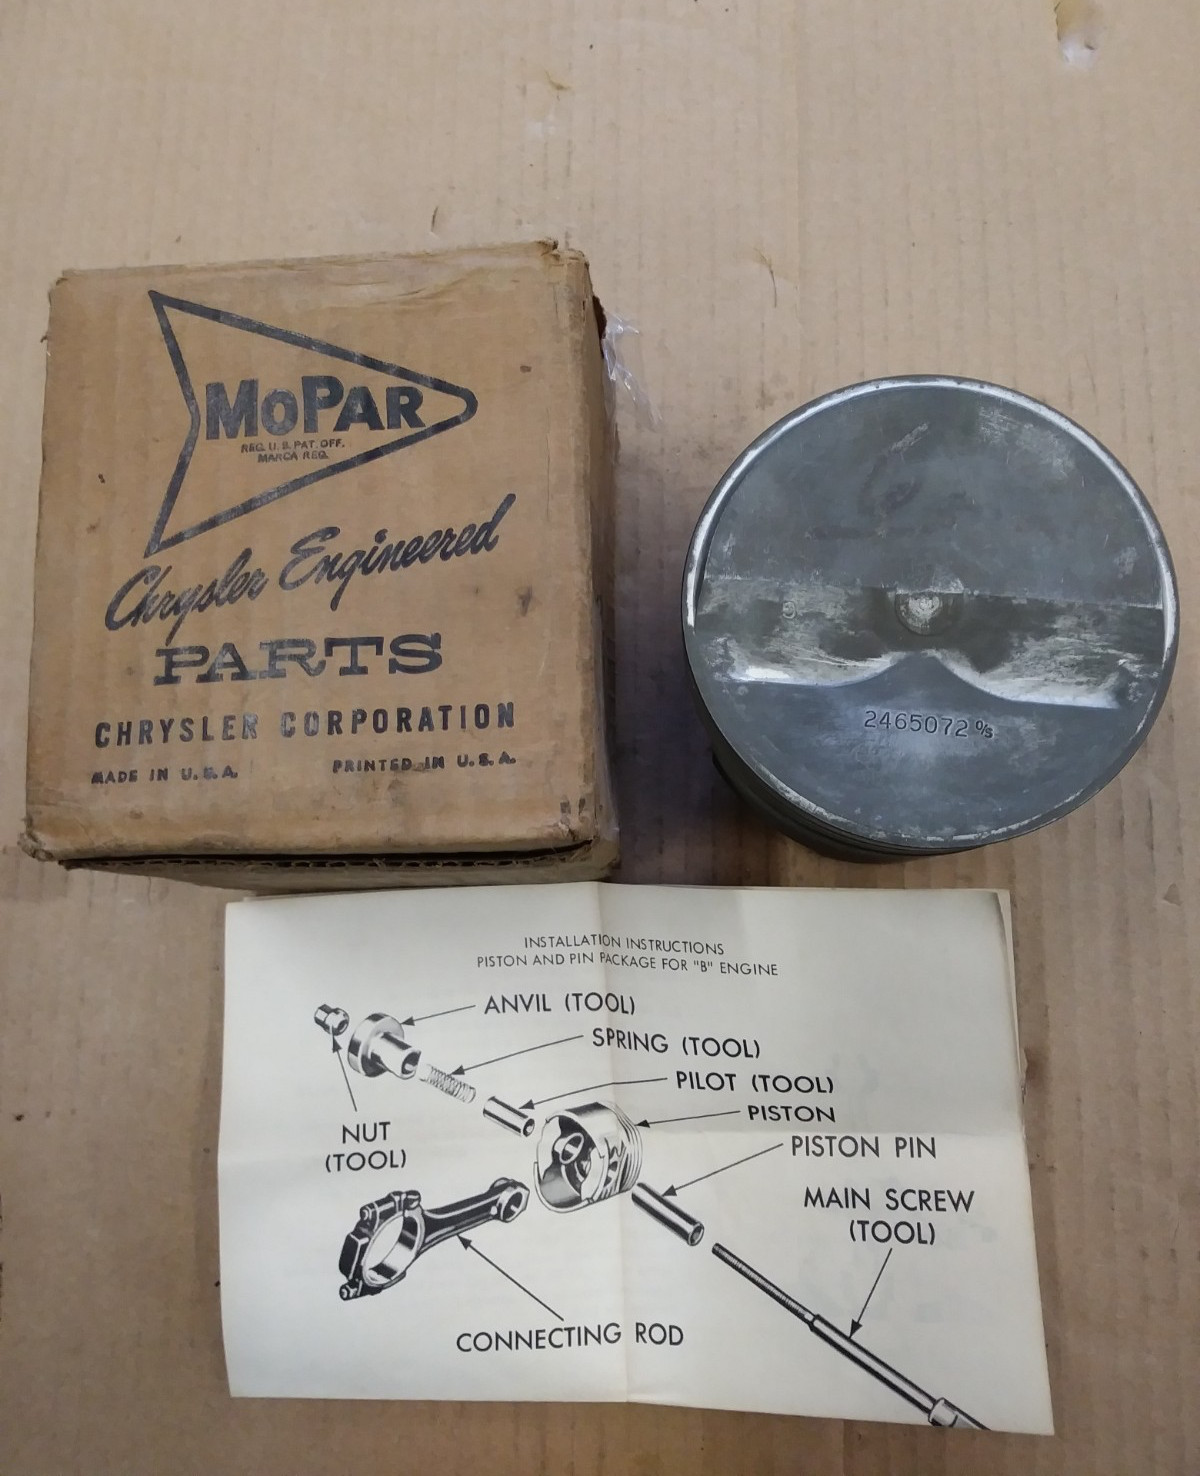 MOPAR
REG. U.S. PAT. OFF.
MARCA REG.
Chrysler Engineered
PARTS
CHRYSLER CORPORATION
MADE IN U.S.A.
PRINTED IN U.S.A.
9
2465072 %s
INSTALLATION INSTRUCTIONS
PISTON AND PIN PACKAGE FOR "B" ENGINE
ANVIL (TOOL)
SPRING (TOOL)
PILOT (TOOL)
PISTON
NUT
(TOOL)
PISTON PIN
MAIN SCREW
(TOOL)
CONNECTING ROD